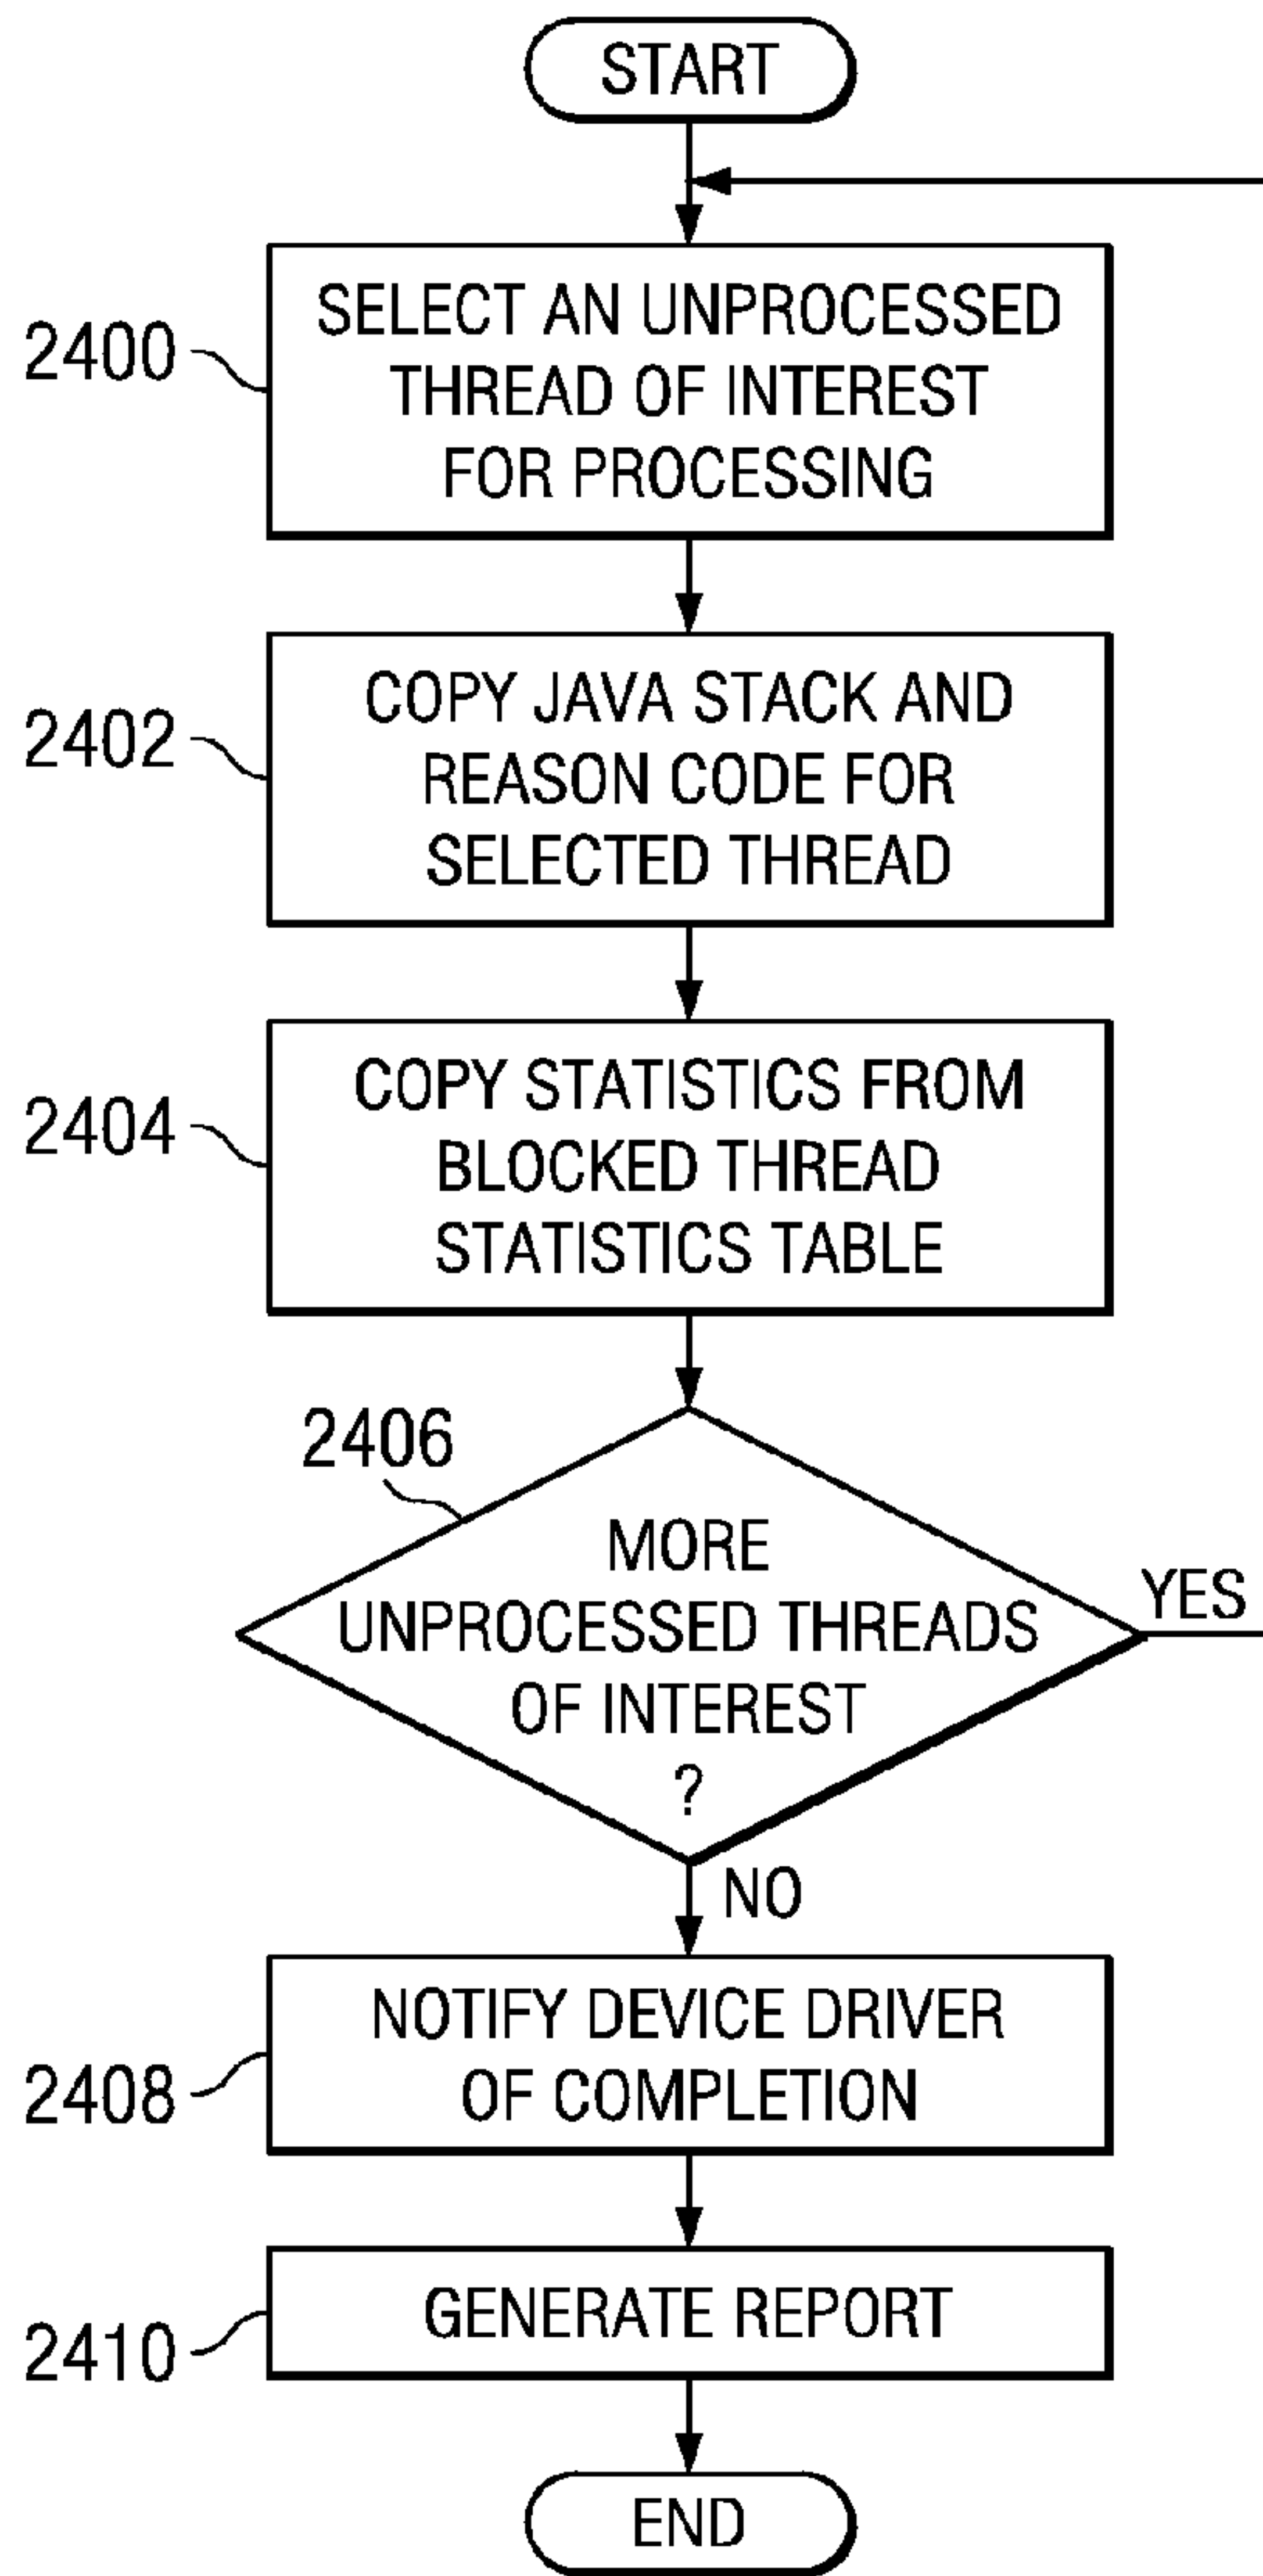 START
2400
SELECT AN UNPROCESSED
THREAD OF INTEREST
FOR PROCESSING
2402
COPY JAVA STACK AND
REASON CODE FOR
SELECTED THREAD
2404
COPY STATISTICS FROM
BLOCKED THREAD
STATISTICS TABLE
2406
MORE
UNPROCESSED THREADS
OF INTEREST
?
YES
NO
2408
NOTIFY DEVICE DRIVER
OF COMPLETION
2410
GENERATE REPORT
END